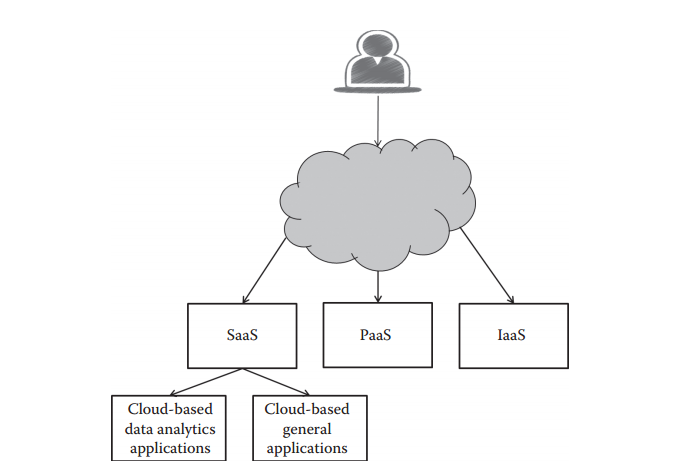 SaaS
PaaS
IaaS
Cloud-based
data analytics
applications
Cloud-based
general
applications